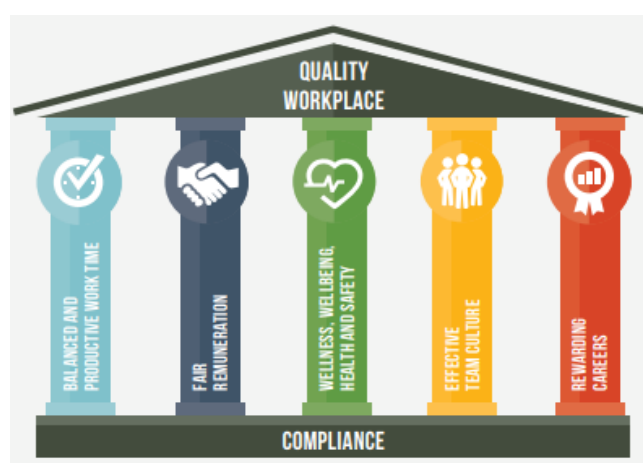 QUALITY
WORKPLACE
BALANCED AND
PRODUCTIVE WORK TIME
FAIR
REMUNERATION
WELLNESS, WELLBEING,
HEALTH AND SAFETY
EFFECTIVE
TEAM CULTURE
REWARDING
CAREERS
COMPLIANCE